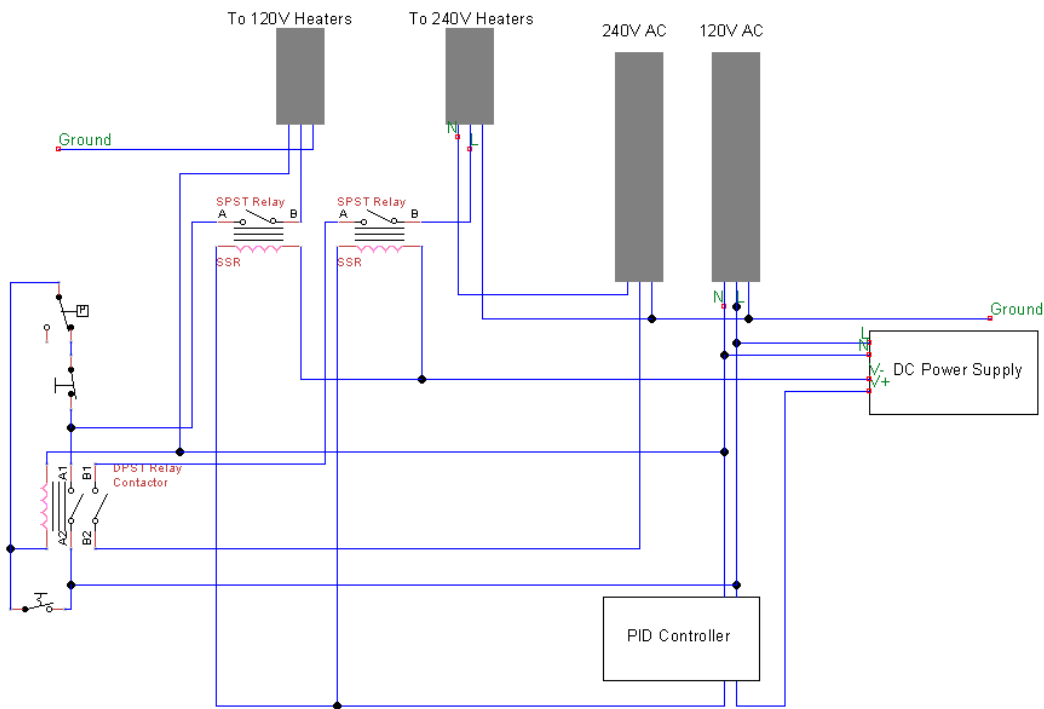 To 120V Heaters
To 240V Heaters
240V AC
120V AC
N
L
Ground
SPST Relay
A
B
SSR
SPST Relay
A
B
SSR
N
L
Ground
P
L
N
V-
V+
DC Power Supply
A1
B1
DPST Relay
Contactor
A2
B2
PID Controller